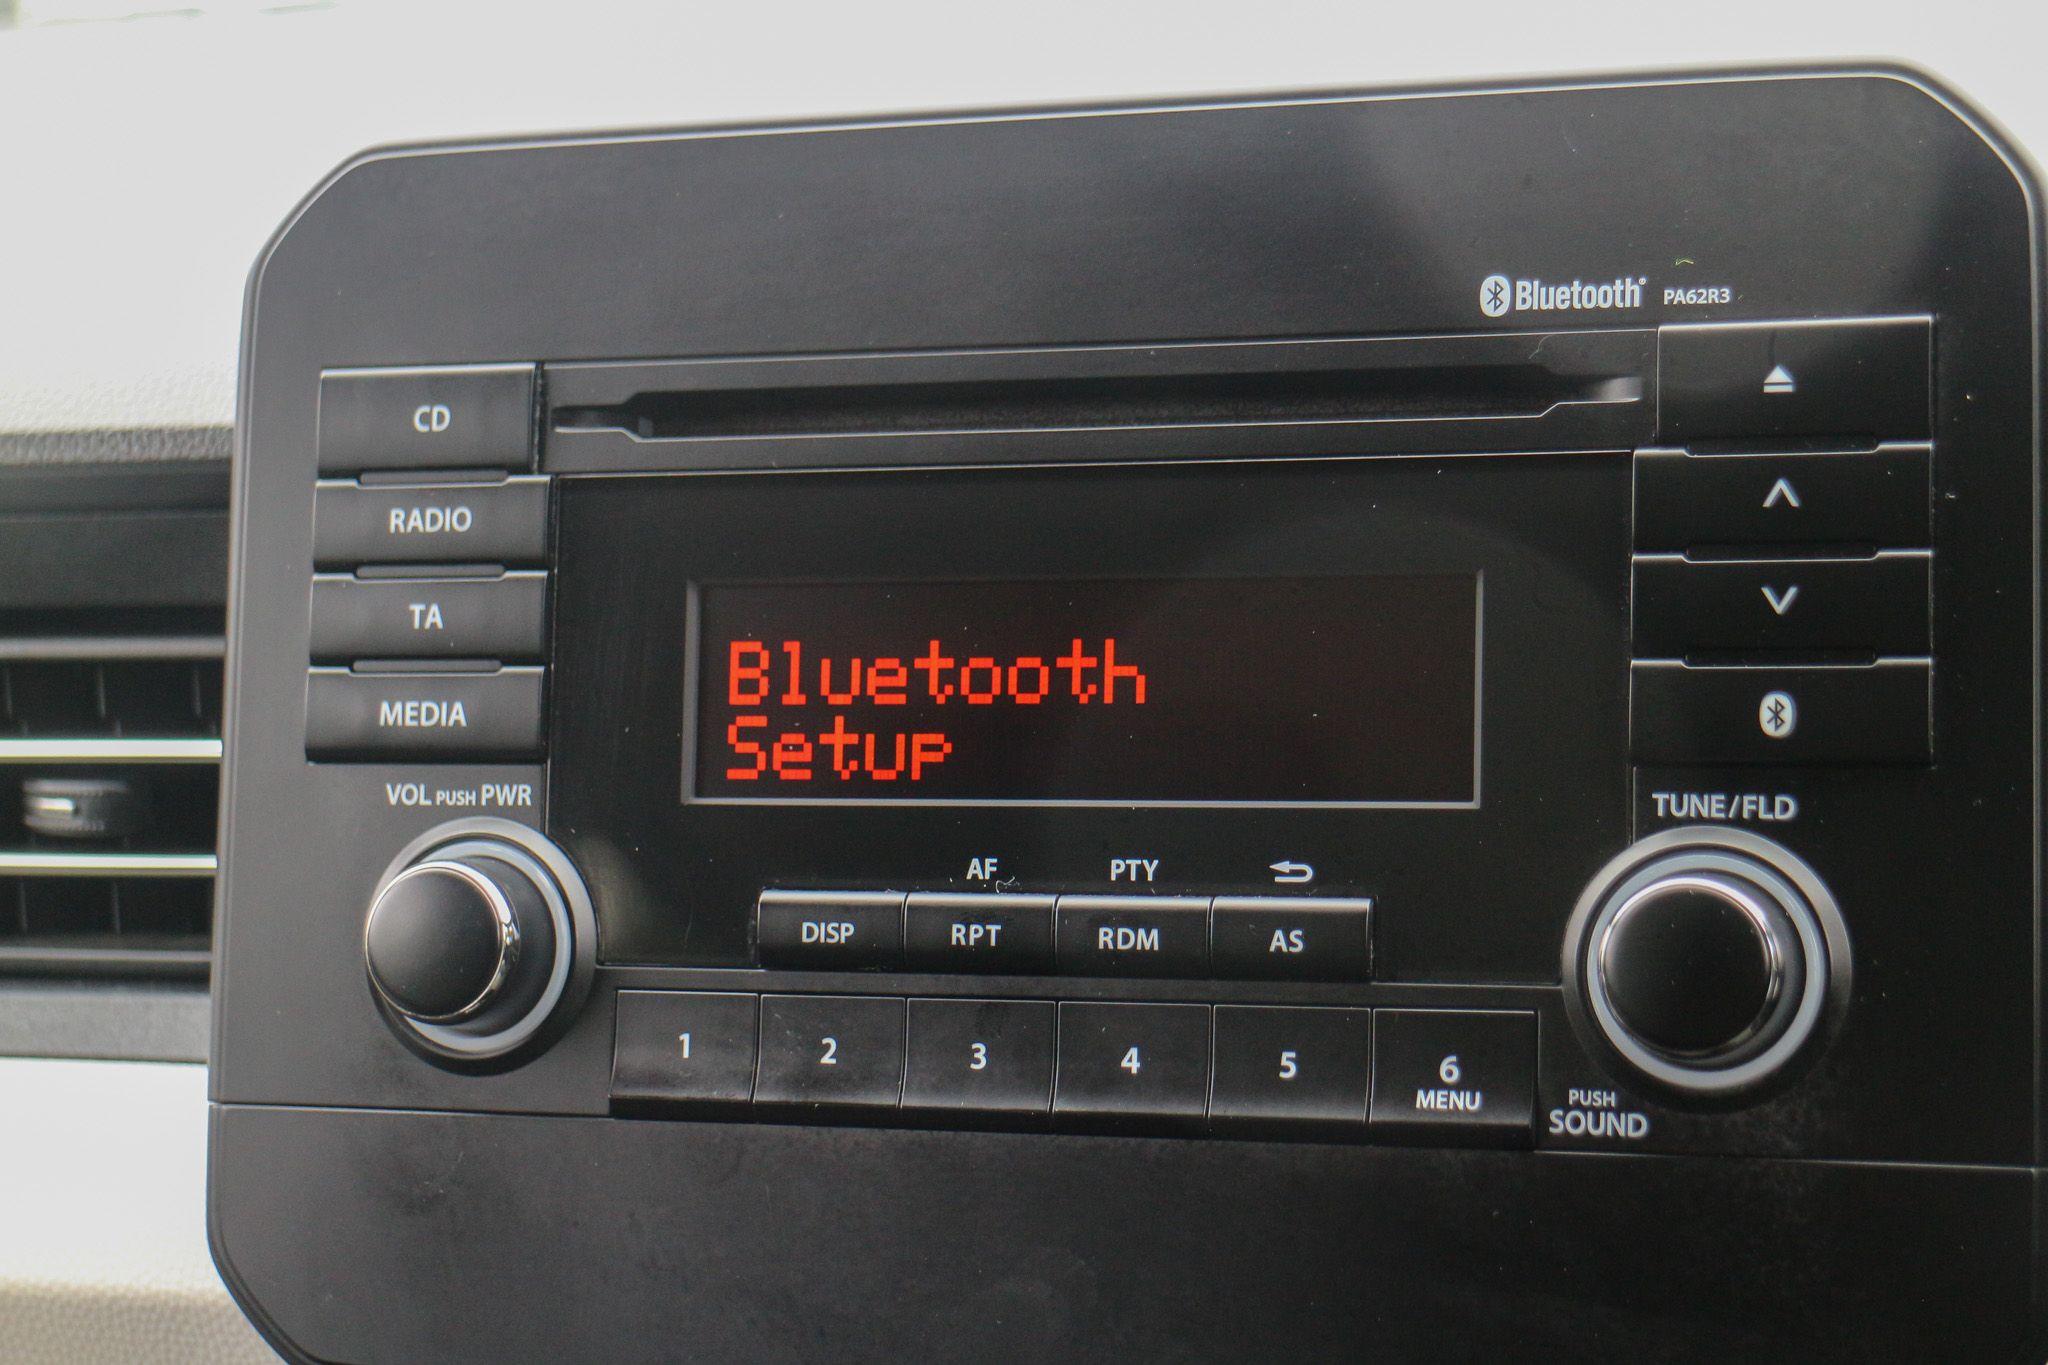 Bluetooth® PA62R3
CD
RADIO
TA
MEDIA
Bluetooth
Setup
VOL PUSH PWR
TUNE/FLD
AF PTY
DISP RPT RDM AS
1 2 3 4 5 6
MENU
PUSH
SOUND